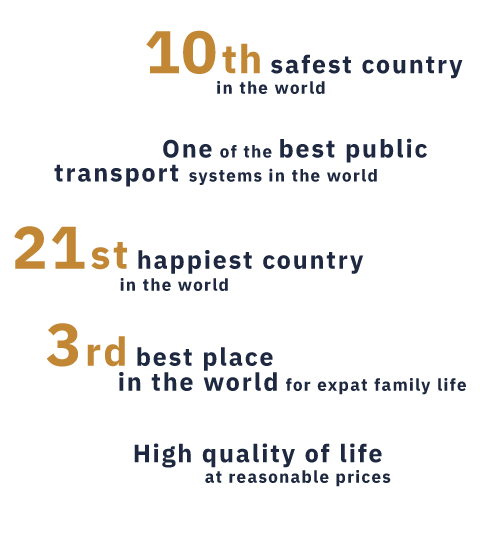 10th safest country
in the world
One of the best public
transport systems in the world
21st happiest country
in the world
3rd best place
in the world for expat family life
High quality of life
at reasonable prices